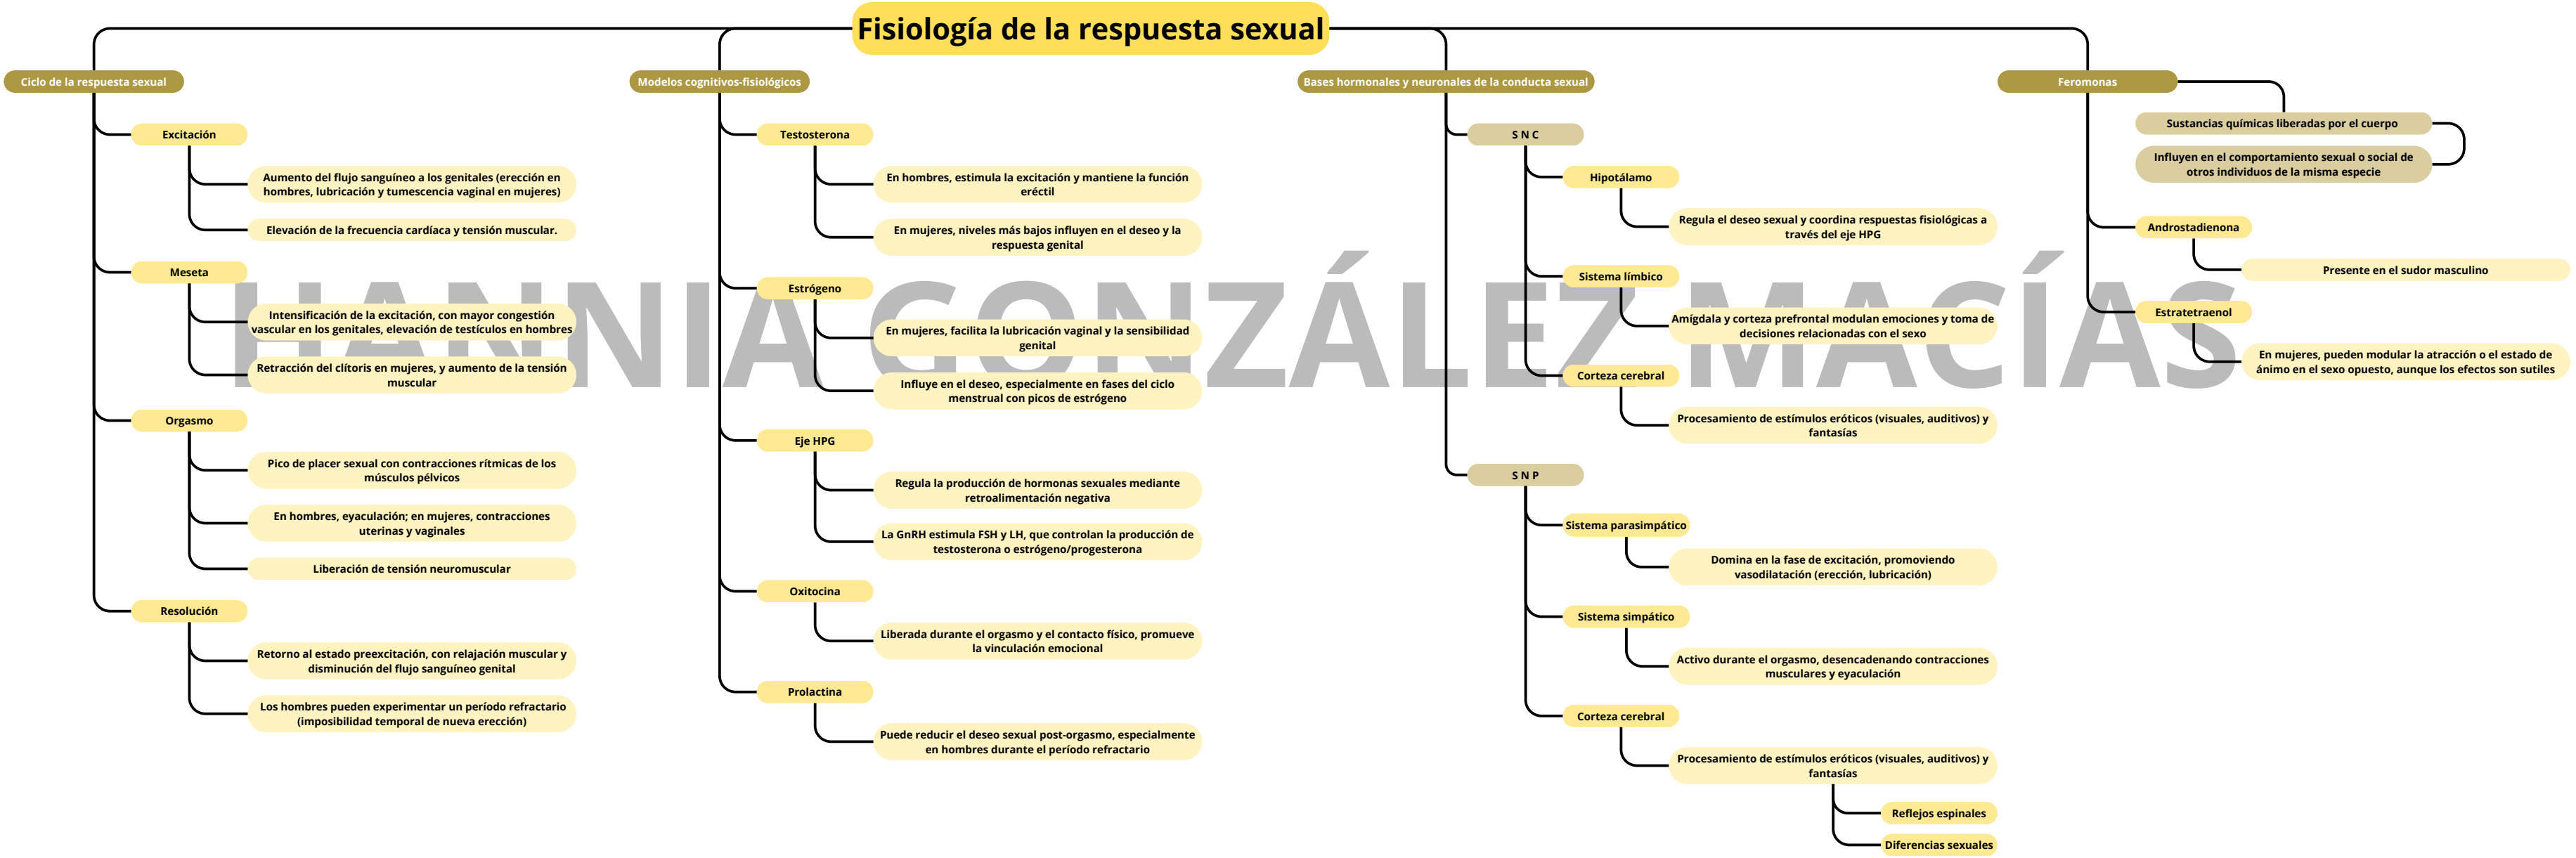 Fisiología de la respuesta sexual
Ciclo de la respuesta sexual
Excitación
Aumento del flujo sanguíneo a los genitales (erección en
hombres, lubricación y tumescencia vaginal en mujeres)
Elevación de la frecuencia cardíaca y tensión muscular.
Meseta
Intensificación de la excitación, con mayor congestión
vascular en los genitales, elevación de testículos en hombres
Retracción del clítoris en mujeres, y aumento de la tensión
muscular
Orgasmo
Pico de placer sexual con contracciones rítmicas de los
músculos pélvicos
En hombres, eyaculación; en mujeres, contracciones
uterinas y vaginales
Liberación de tensión neuromuscular
Resolución
Retorno al estado preexcitación, con relajación muscular y
disminución del flujo sanguíneo genital
Los hombres pueden experimentar un período refractario
(imposibilidad temporal de nueva erección)
Modelos cognitivos-fisiológicos
Testosterona
En hombres, estimula la excitación y mantiene la función
eréctil
En mujeres, niveles más bajos influyen en el deseo y la
respuesta genital
Estrógeno
En mujeres, facilita la lubricación vaginal y la sensibilidad
genital
Influye en el deseo, especialmente en fases del ciclo
menstrual con picos de estrógeno
Eje HPG
Regula la producción de hormonas sexuales mediante
retroalimentación negativa
La GnRH estimula FSH y LH, que controlan la producción de
testosterona o estrógeno/progesterona
Oxitocina
Liberada durante el orgasmo y el contacto físico, promueve
la vinculación emocional
Prolactina
Puede reducir el deseo sexual post-orgasmo, especialmente
en hombres durante el período refractario
Bases hormonales y neuronales de la conducta sexual
S N C
Hipotálamo
Regula el deseo sexual y coordina respuestas fisiológicas a
través del eje HPG
Sistema límbico
Amígdala y corteza prefrontal modulan emociones y toma de
decisiones relacionadas con el sexo
Corteza cerebral
Procesamiento de estímulos eróticos (visuales, auditivos) y
fantasías
S N P
Sistema parasimpático
Domina en la fase de excitación, promoviendo
vasodilatación (erección, lubricación)
Sistema simpático
Activo durante el orgasmo, desencadenando contracciones
musculares y eyaculación
Corteza cerebral
Procesamiento de estímulos eróticos (visuales, auditivos) y
fantasías
Reflejos espinales
Diferencias sexuales
Feromonas
Sustancias químicas liberadas por el cuerpo
Influyen en el comportamiento sexual o social de
otros individuos de la misma especie
Androstadienona
Presente en el sudor masculino
Estratetraenol
En mujeres, pueden modular la atracción o el estado de
ánimo en el sexo opuesto, aunque los efectos son sutiles
HANNIA GONZÁLEZ MACÍAS